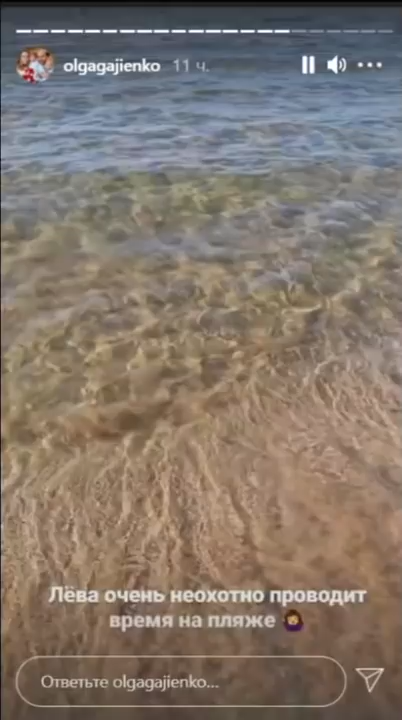 olgagajienko 11 ч.
Лёва очень неохотно проводит
время на пляже 🤷🏽‍♀️
Ответьте olgagajienko...